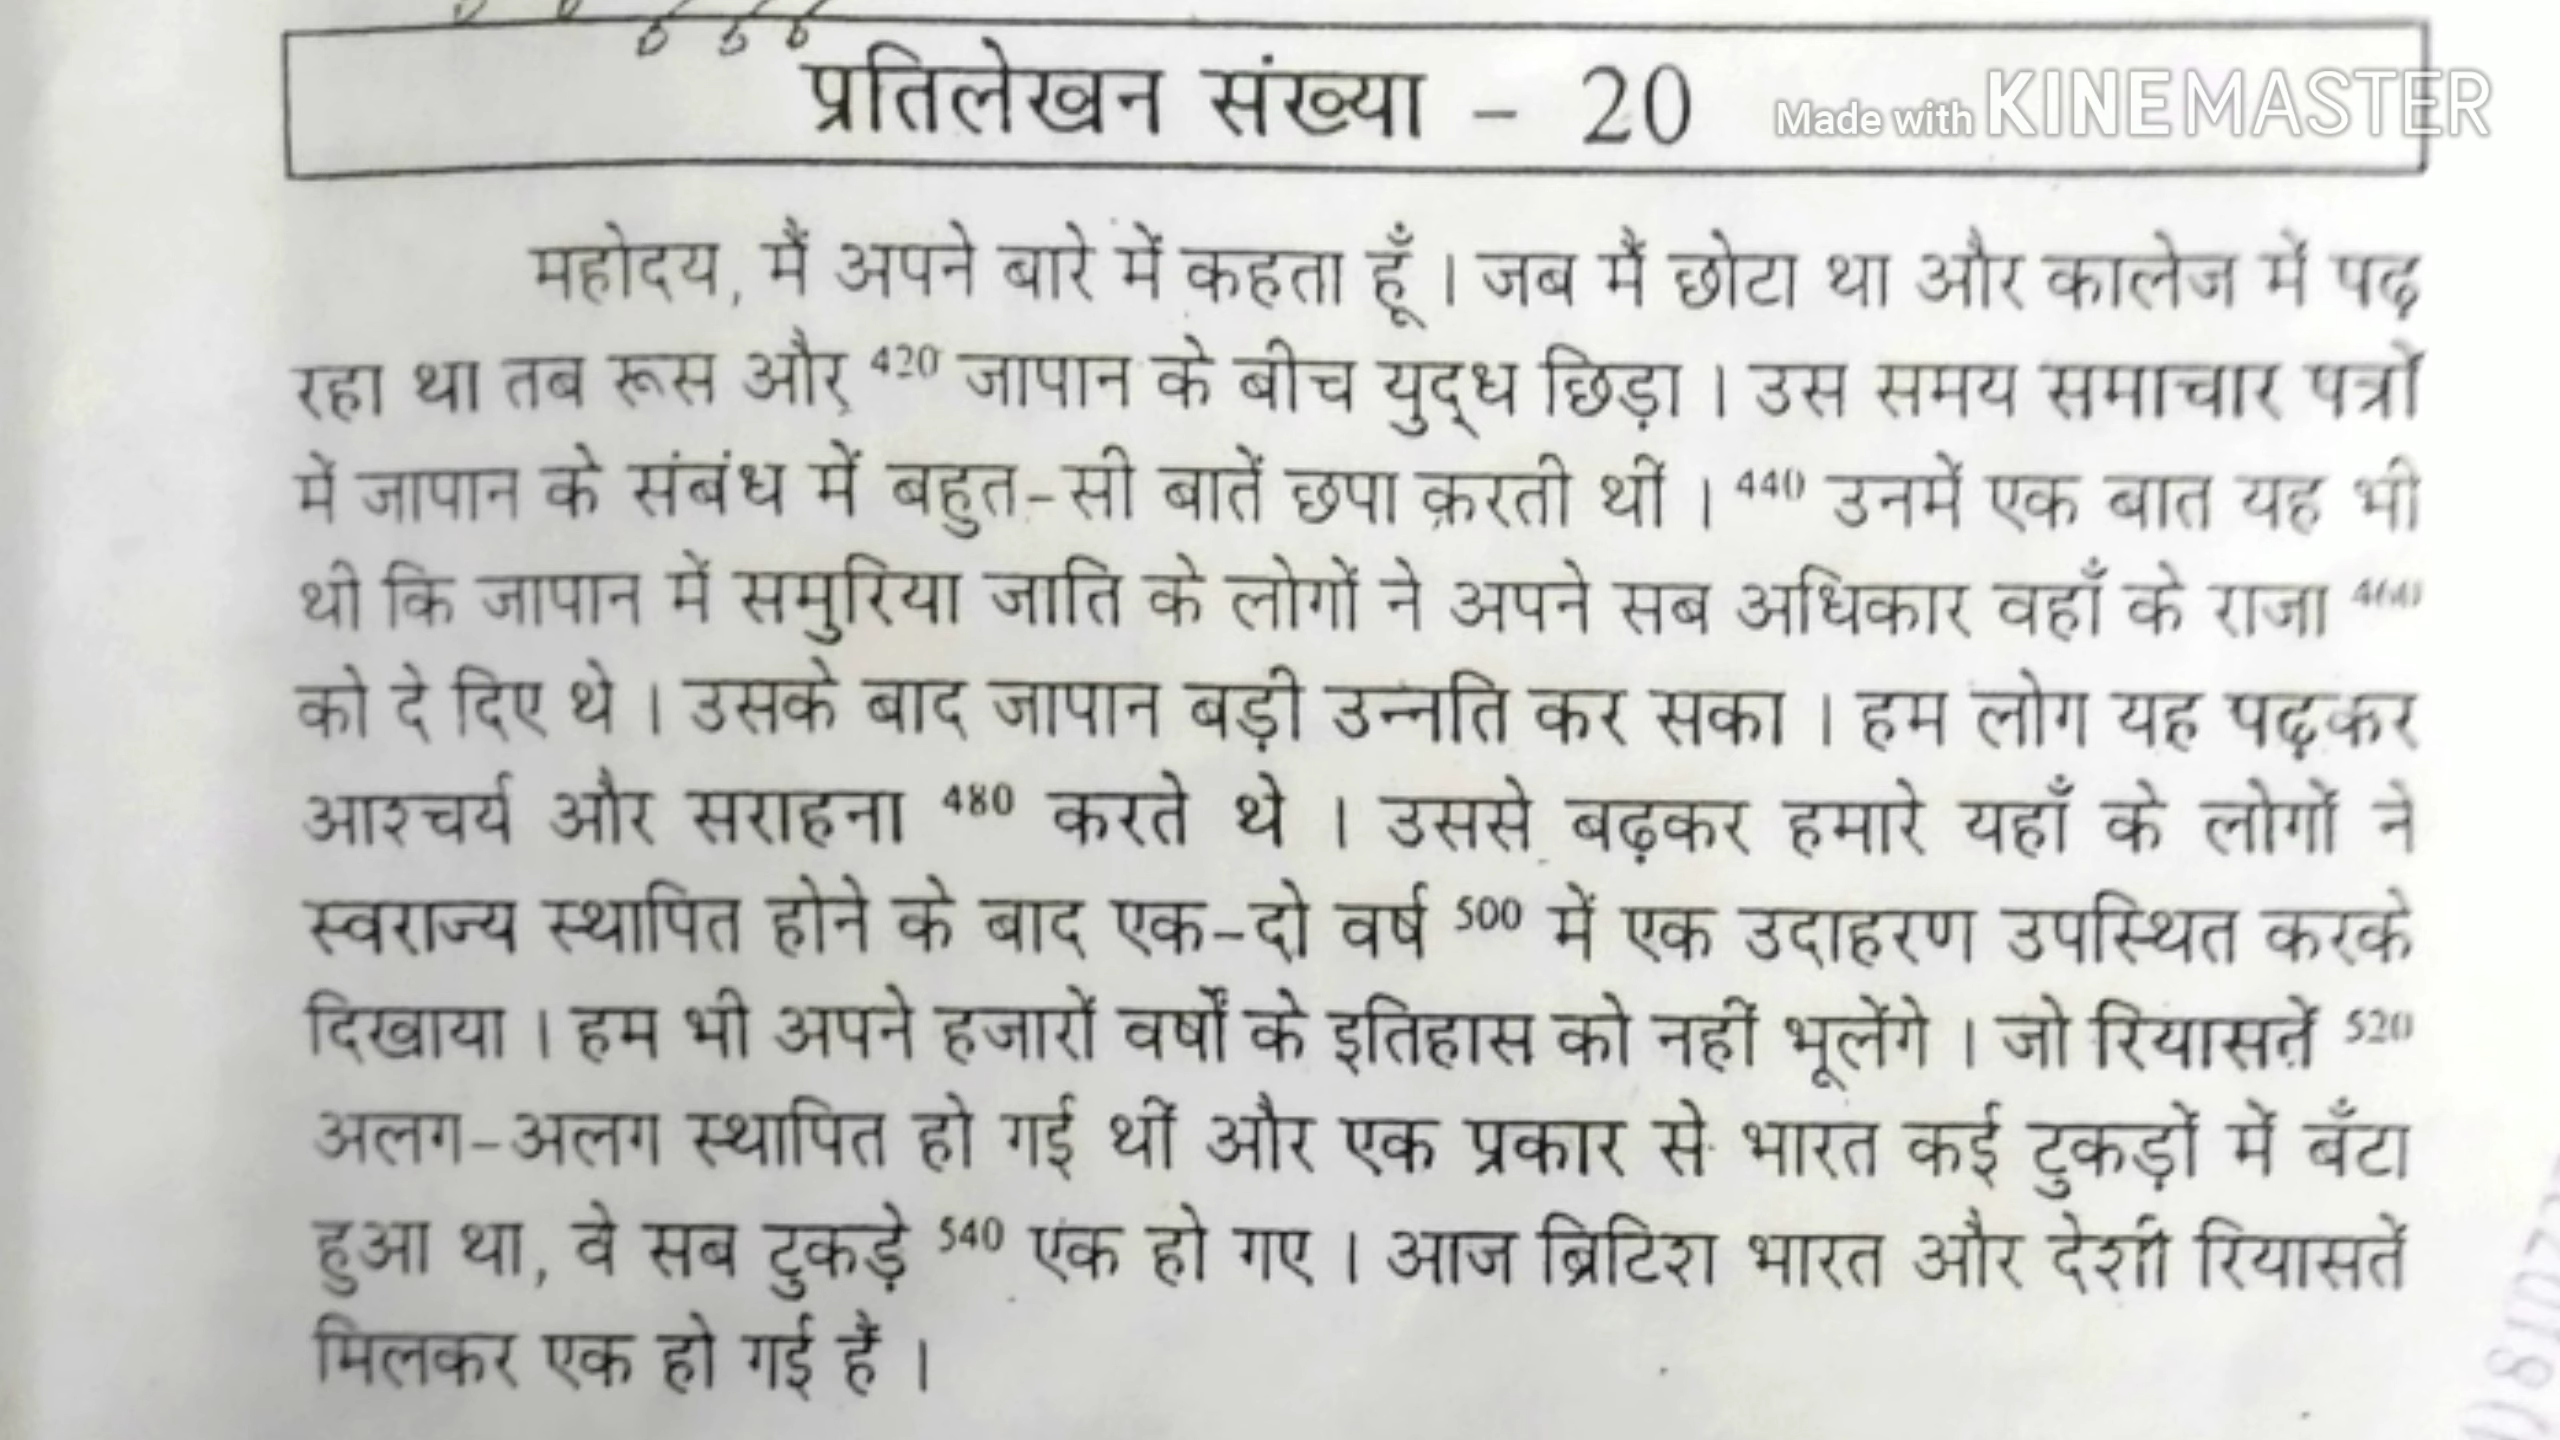 प्रतिलेखन संख्या - 20
Made with KINEMASTER
महोदय, मैं अपने बारे में कहता हूँ । जब मैं छोटा था और कालेज में पढ़
रहा था तब रूस और 420 जापान के बीच युद्ध छिड़ा । उस समय समाचार पत्रों
में जापान के संबंध में बहुत-सी बातें छपा करती थीं । 440 उनमें एक बात यह भी
थी कि जापान में समुरिया जाति के लोगों ने अपने सब अधिकार वहाँ के राजा 460
को दे दिए थे । उसके बाद जापान बड़ी उन्नति कर सका । हम लोग यह पढ़कर
आश्चर्य और सराहना 480 करते थे । उससे बढ़कर हमारे यहाँ के लोगों ने
स्वराज्य स्थापित होने के बाद एक-दो वर्ष 500 में एक उदाहरण उपस्थित करके
दिखाया । हम भी अपने हजारों वर्षों के इतिहास को नहीं भूलेंगे । जो रियासतें 520
अलग-अलग स्थापित हो गई थीं और एक प्रकार से भारत कई टुकड़ों में बँटा
हुआ था, वे सब टुकड़े 540 एक हो गए । आज ब्रिटिश भारत और देशी रियासतें
मिलकर एक हो गई हैं ।